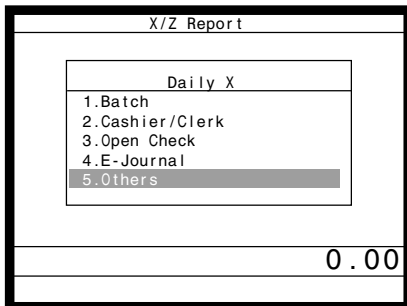 X/Z Report
Daily X
1.Batch
2.Cashier/Clerk
3.Open Check
4.E-Journal
5.Others
0.00